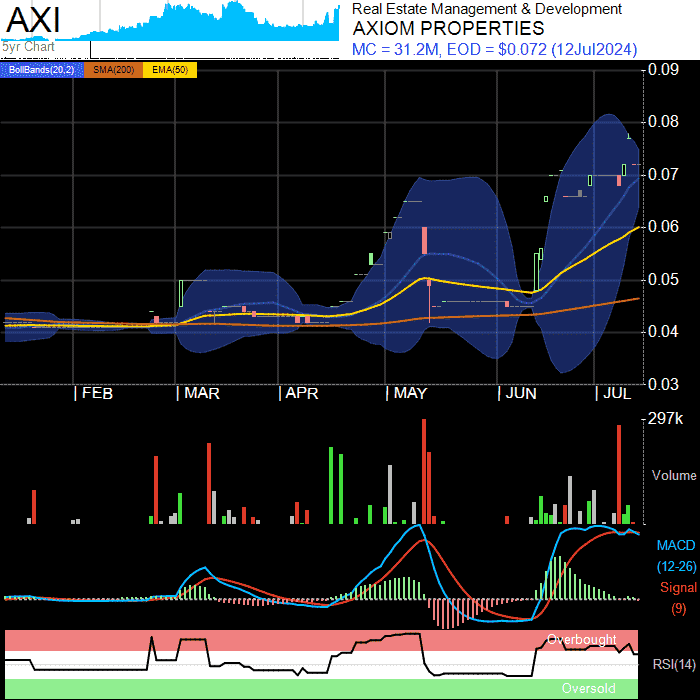 AXI
5yr Chart
Real Estate Management & Development
AXIOM PROPERTIES
MC = 31.2M, EOD = $0.072 (12Jul2024)
BollBands(20,2) SMA(200) EMA(50)
0.09
0.08
0.07
0.06
0.05
0.04
0.03
FEB MAR APR MAY JUN JUL
297k
Volume
MACD
(12-26)
Signal
(9)
Overbought
RSI(14)
Oversold